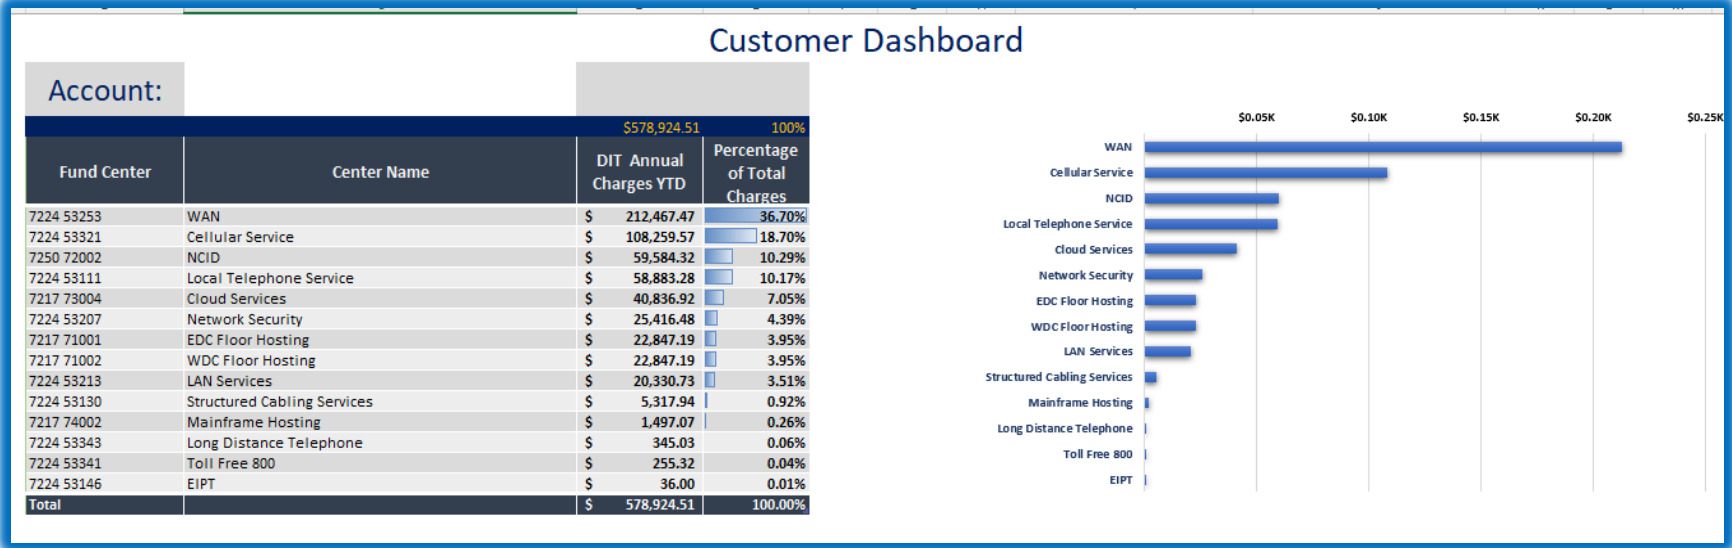 Customer Dashboard
Account:
$578,924.51 100%
Fund Center Center Name DIT Annual Charges YTD Percentage of Total Charges
7224 53253 WAN $ 212,467.47 36.70%
7224 53321 Cellular Service $ 108,259.57 18.70%
7250 72002 NCID $ 59,584.32 10.29%
7224 53111 Local Telephone Service $ 58,883.28 10.17%
7217 73004 Cloud Services $ 40,836.92 7.05%
7224 53207 Network Security $ 25,416.48 4.39%
7217 71001 EDC Floor Hosting $ 22,847.19 3.95%
7217 71002 WDC Floor Hosting $ 22,847.19 3.95%
7224 53213 LAN Services $ 20,330.73 3.51%
7224 53130 Structured Cabling Services $ 5,317.94 0.92%
7217 74002 Mainframe Hosting $ 1,497.07 0.26%
7224 53343 Long Distance Telephone $ 345.03 0.06%
7224 53341 Toll Free 800 $ 255.32 0.04%
7224 53146 EIPT $ 36.00 0.01%
Total $ 578,924.51 100.00%
$0.05K $0.10K $0.15K $0.20K $0.25K
WAN
Cellular Service
NCID
Local Telephone Service
Cloud Services
Network Security
EDC Floor Hosting
WDC Floor Hosting
LAN Services
Structured Cabling Services
Mainframe Hosting
Long Distance Telephone
Toll Free 800
EIPT